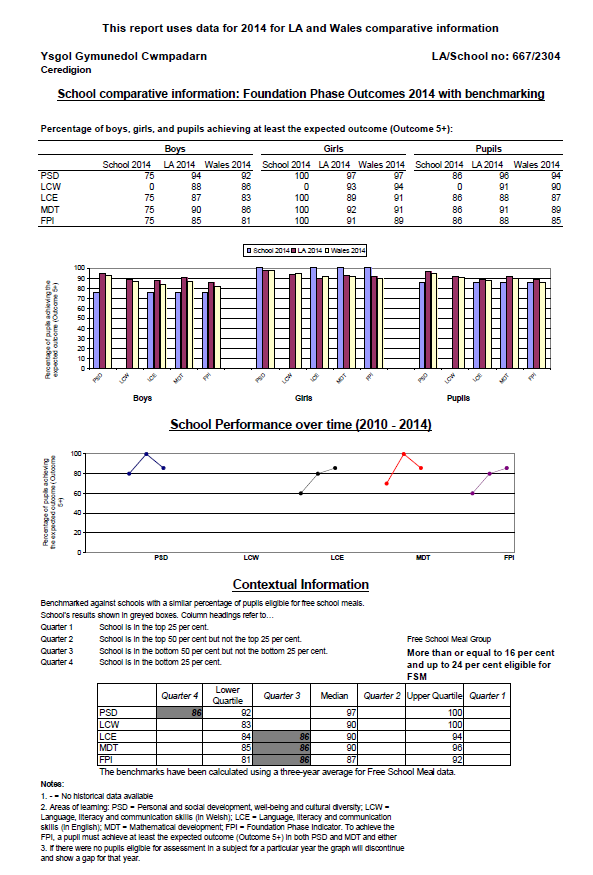 This report uses data for 2014 for LA and Wales comparative information
Ysgol Gymunedol Cwmpadarn LA/School no: 667/2304
Ceredigion
School comparative information: Foundation Phase Outcomes 2014 with benchmarking
Percentage of boys, girls, and pupils achieving at least the expected outcome (Outcome 5+):
Boys Girls Pupils
School 2014 LA 2014 Wales 2014 School 2014 LA 2014 Wales 2014 School 2014 LA 2014 Wales 2014
PSD 75 94 92 100 97 97 86 96 94
LCW 0 88 86 0 93 94 0 91 90
LCE 75 87 83 100 89 91 86 88 87
MDT 75 90 86 100 92 91 86 91 89
FPI 75 85 81 100 91 89 86 88 85
School 2014 LA 2014 Wales 2014
Percentage of pupils achieving the
expected outcome (Outcome 5+)
100
90
80
70
60
50
40
30
20
10
0
PSD LCW LCE MDT FPI PSD LCW LCE MDT FPI PSD LCW LCE MDT FPI
Boys Girls Pupils
School Performance over time (2010 - 2014)
Percentage of pupils achieving
the expected outcome (Outcome
5+)
100
80
60
40
20
0
PSD LCW LCE MDT FPI
Contextual Information
Benchmarked against schools with a similar percentage of pupils eligible for free school meals.
School's results shown in greyed boxes. Column headings refer to...
Quarter 1 School is in the top 25 per cent.
Quarter 2 School is in the top 50 per cent but not the top 25 per cent. Free School Meal Group
Quarter 3 School is in the bottom 50 per cent but not the bottom 25 per cent. More than or equal to 16 per cent
Quarter 4 School is in the bottom 25 per cent. and up to 24 per cent eligible for
FSM
Quarter 4 Lower Quartile Quarter 3 Median Quarter 2 Upper Quartile Quarter 1
PSD 86 92 97 100
LCW 83 90 100
LCE 84 86 90 94
MDT 85 86 90 96
FPI 81 86 87 92
The benchmarks have been calculated using a three-year average for Free School Meal data.
Notes:
1. - = No historical data available
2. Areas of learning: PSD = Personal and social development, well-being and cultural diversity; LCW =
Language, literacy and communication skills (in Welsh); LCE = Language, literacy and communication
skills (in English); MDT = Mathematical development; FPI = Foundation Phase Indicator. To achieve the
FPI, a pupil must achieve at least the expected outcome (Outcome 5+) in both PSD and MDT and either
3. If there were no pupils eligible for assessment in a subject for a particular year the graph will discontinue
and show a gap for that year.